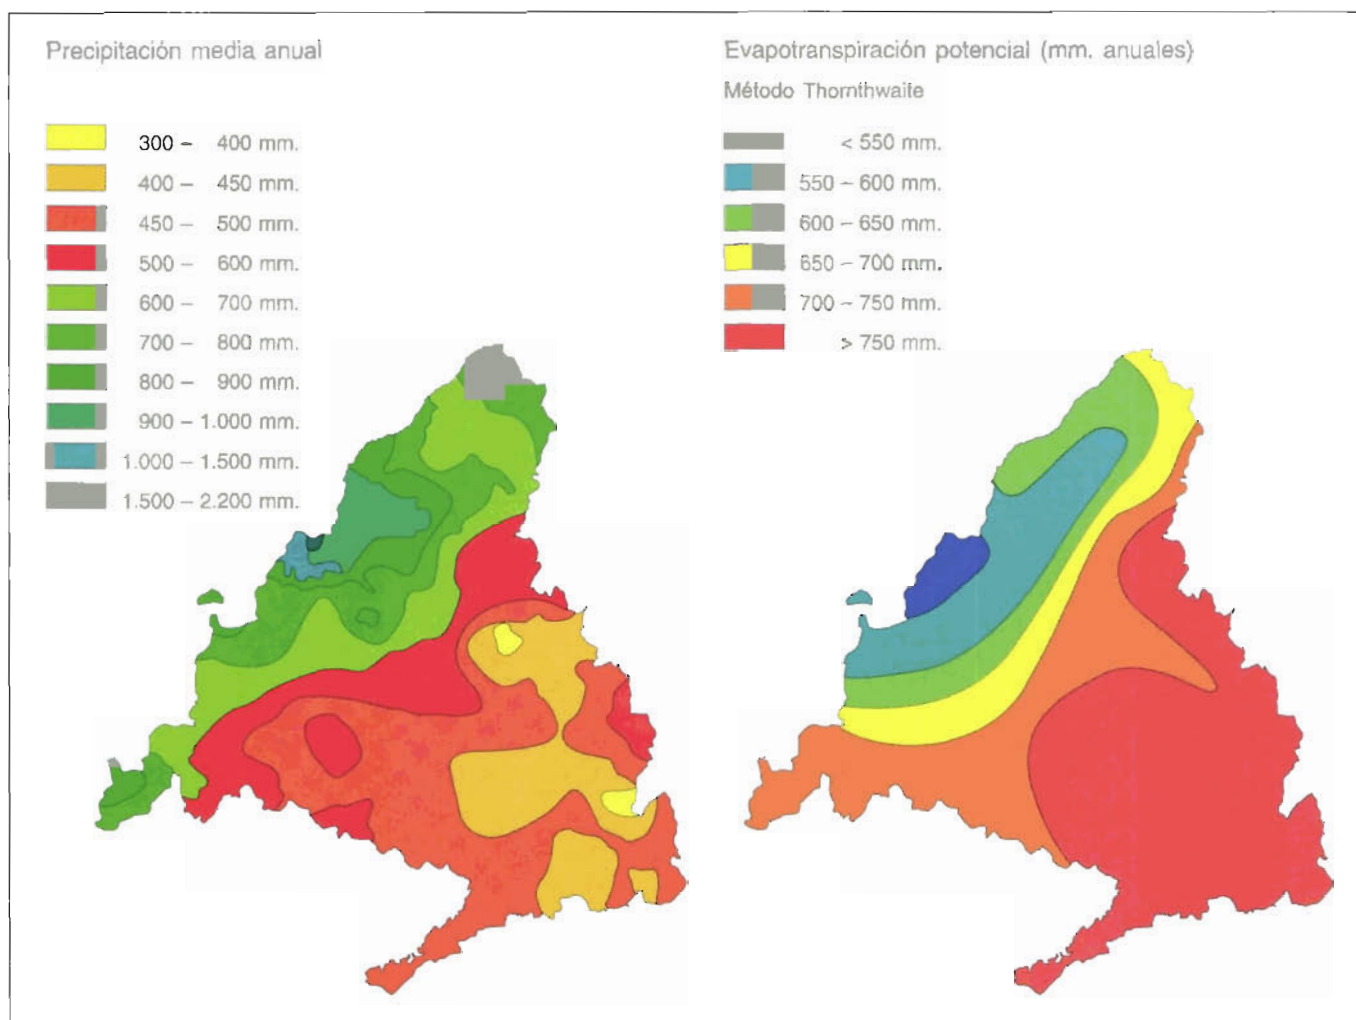 Precipitación media anual
300 – 400 mm.
400 – 450 mm.
450 – 500 mm.
500 – 600 mm.
600 – 700 mm.
700 – 800 mm.
800 – 900 mm.
900 – 1.000 mm.
1.000 – 1.500 mm.
1.500 – 2.200 mm.
Evapotranspiración potencial (mm. anuales)
Método Thornthwaite
< 550 mm.
550 – 600 mm.
600 – 650 mm.
650 – 700 mm.
700 – 750 mm.
> 750 mm.